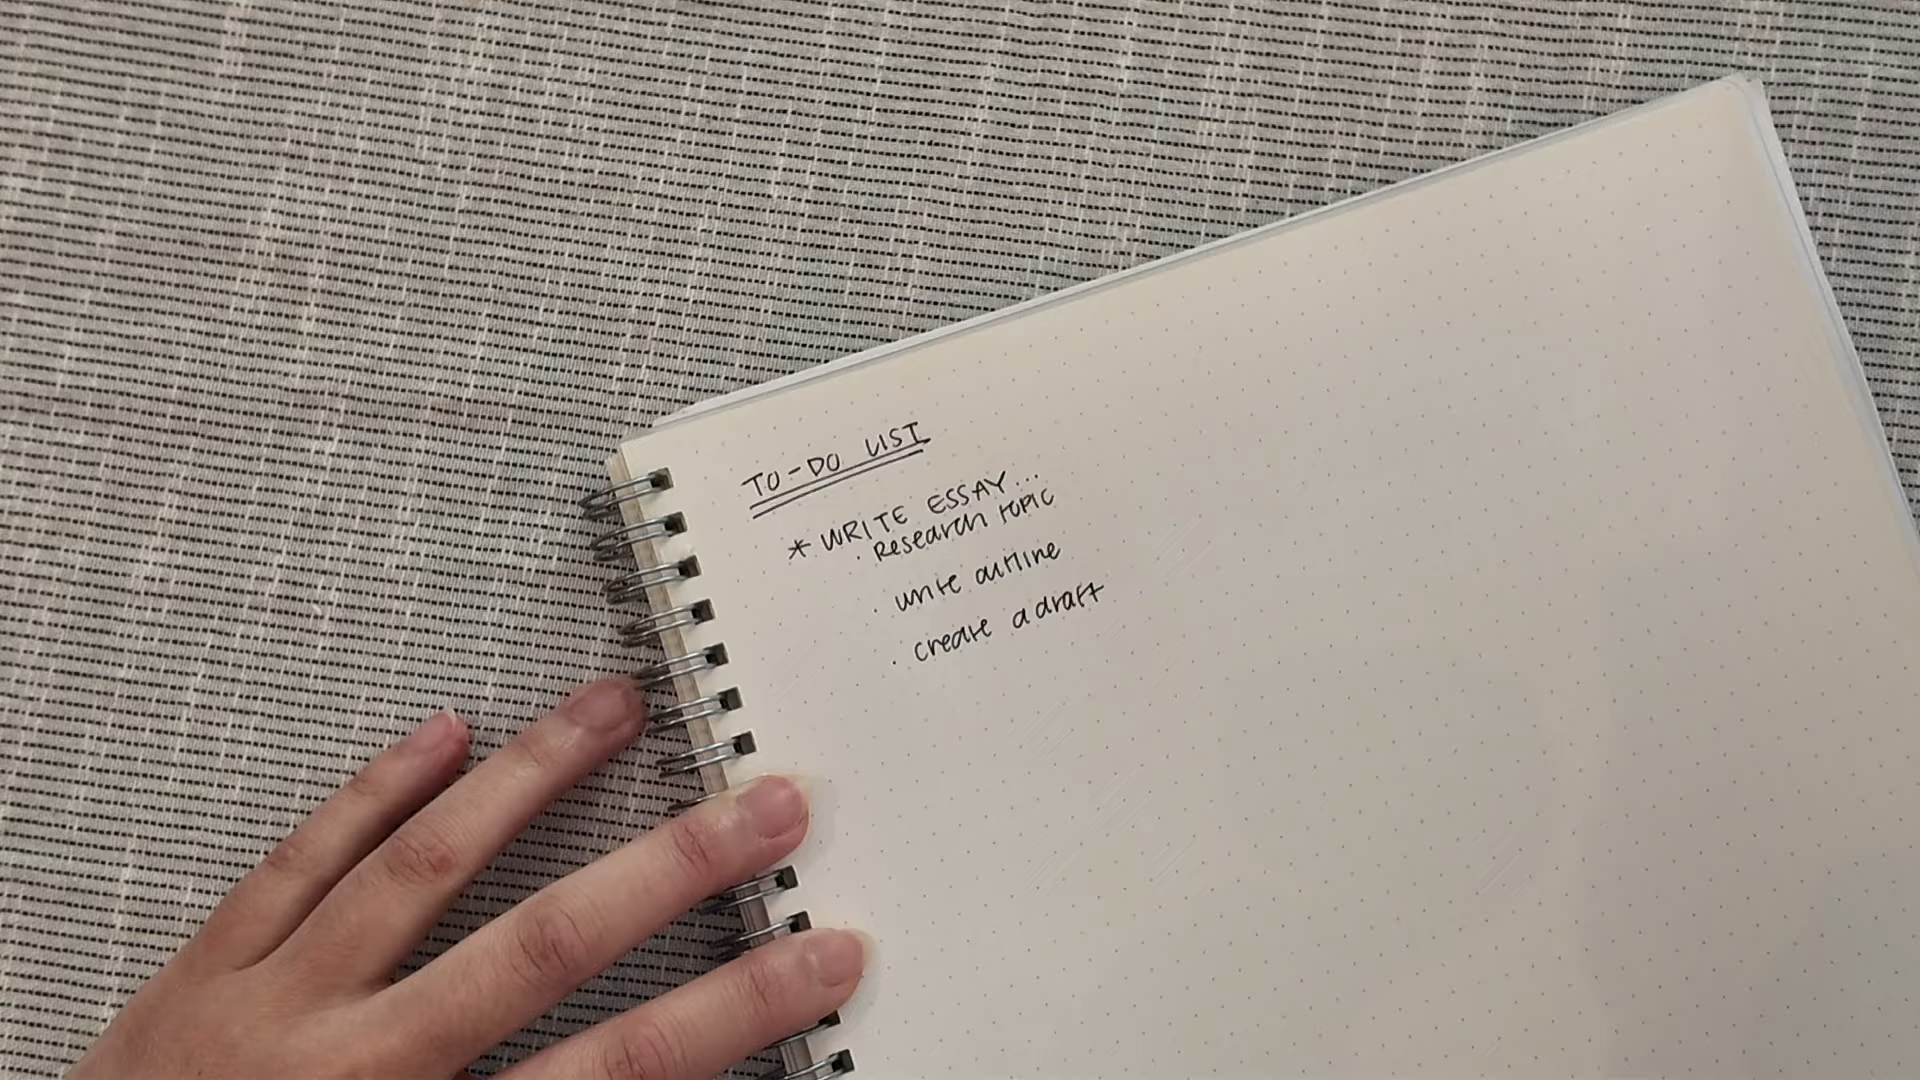 TO-DO LIST
* WRITE ESSAY...
· Research topic
· write outline
· create a draft